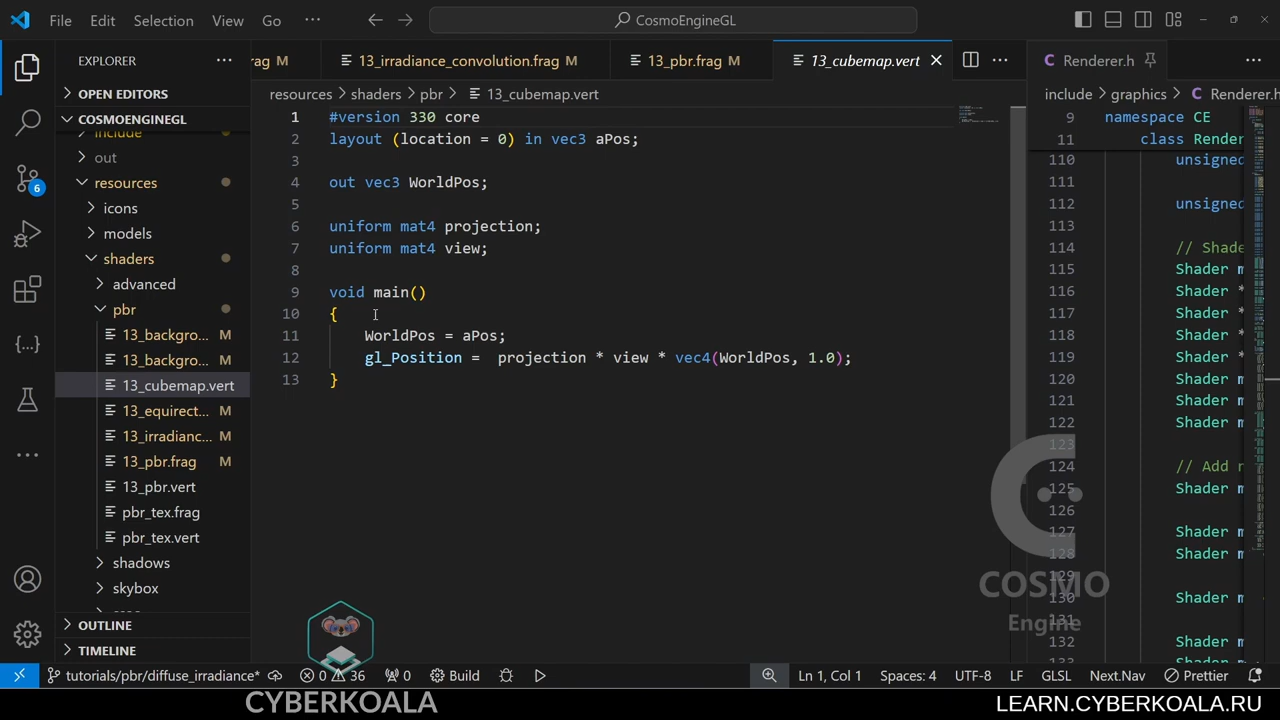 File Edit Selection View Go ··· CosmoEngineGL
EXPLORER ···
OPEN EDITORS
COSMOENGINEGL
include
out
resources
icons
models
shaders
advanced
pbr
13_backgro... M
13_backgro... M
13_cubemap.vert
13_equirect... M
13_irradianc... M
13_pbr.frag M
13_pbr.vert
pbr_tex.frag
pbr_tex.vert
shadows
skybox
OUTLINE
TIMELINE
6
rag M 13_irradiance_convolution.frag M 13_pbr.frag M 13_cubemap.vert
resources > shaders > pbr > 13_cubemap.vert
1 #version 330 core
2 layout (location = 0) in vec3 aPos;
3
4 out vec3 WorldPos;
5
6 uniform mat4 projection;
7 uniform mat4 view;
8
9 void main()
10 {
11 WorldPos = aPos;
12 gl_Position =  projection * view * vec4(WorldPos, 1.0);
13 }
Renderer.h
include > graphics > Renderer.h
9 namespace CE
11 class Render
110 unsigned
111
112 unsigned
113
114 // Shade
115 Shader m
116 Shader *
117 Shader *
118 Shader *
119 Shader *
120 Shader m
121 Shader m
122 Shader m
123
124 // Add r
125 Shader m
126
127 Shader m
128 Shader m
129
130 Shader m
131
132 Shader m
133 Shader m
COSMO
Engine
tutorials/pbr/diffuse_irradiance* 0 36 0 Build Ln 1, Col 1 Spaces: 4 UTF-8 LF GLSL Next.Nav Prettier
CYBERKOALA
LEARN.CYBERKOALA.RU